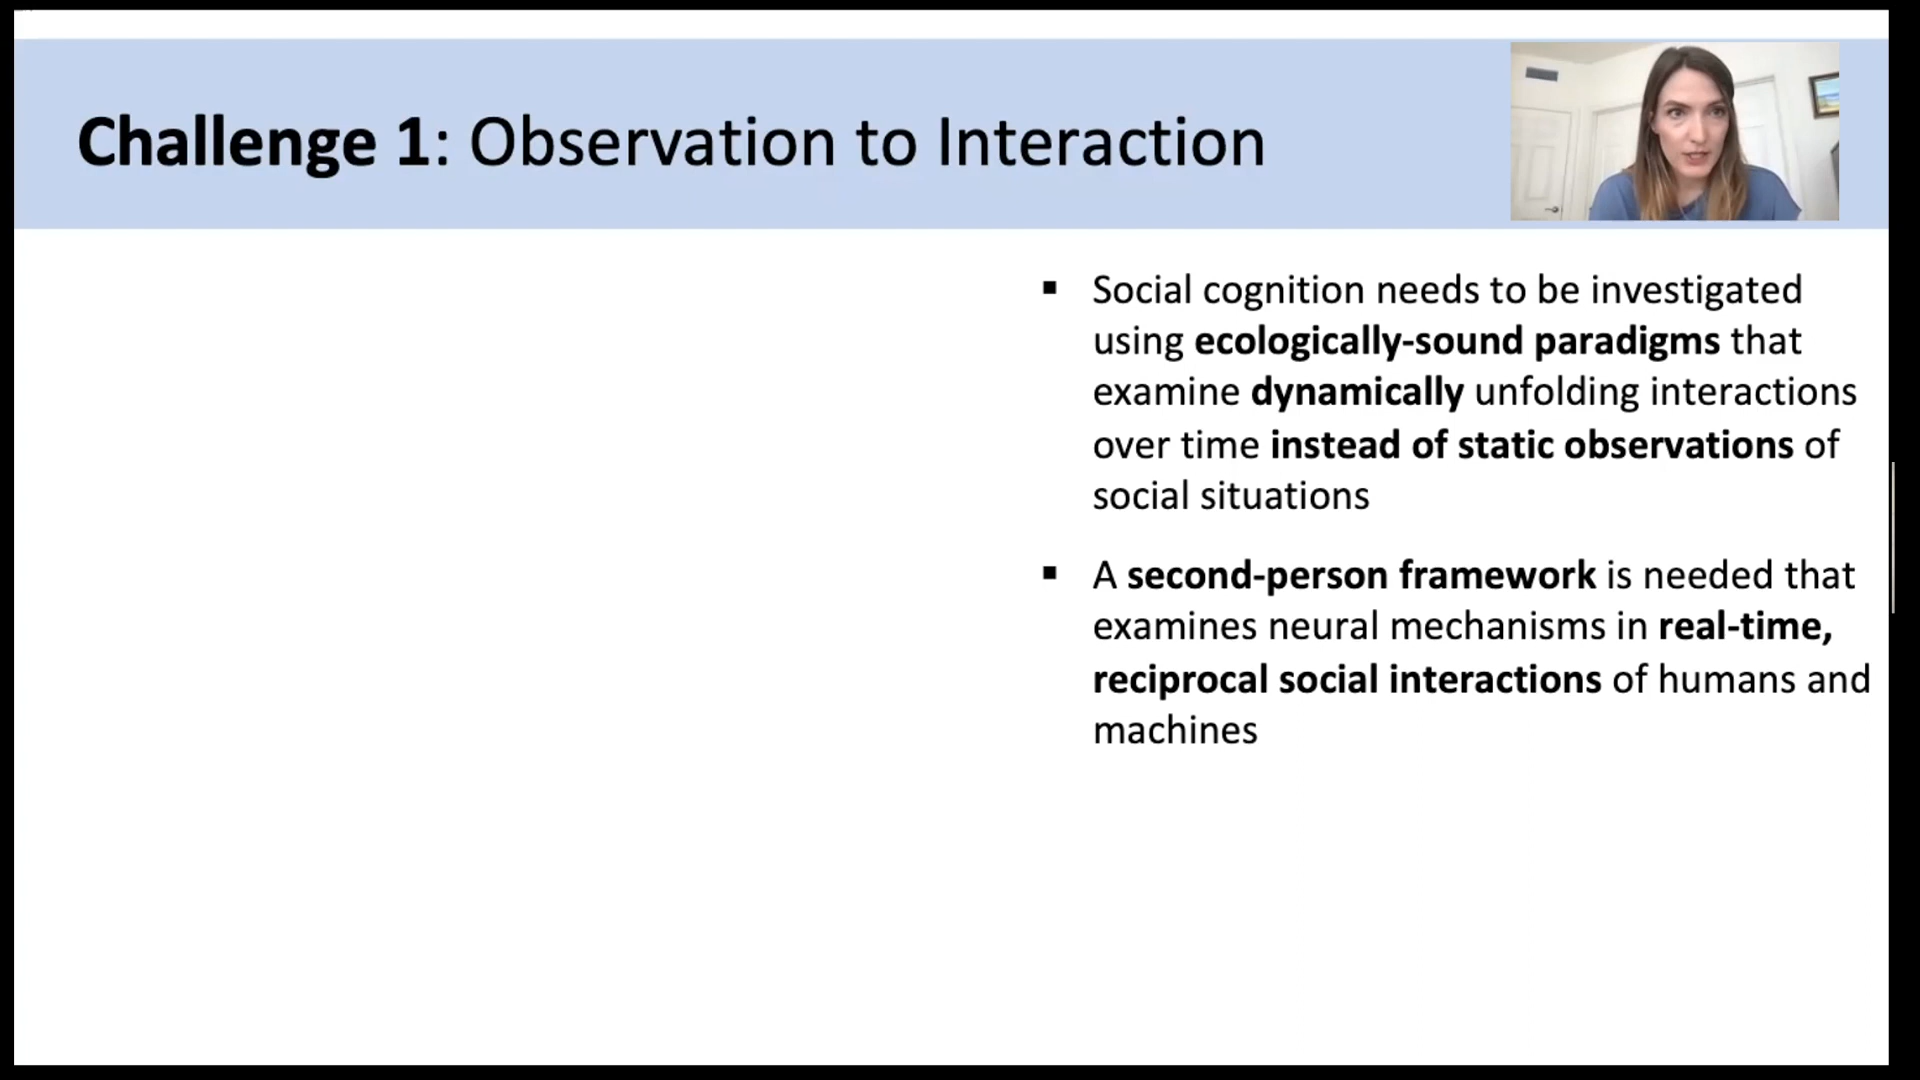 Challenge 1: Observation to Interaction
▪ Social cognition needs to be investigated
using ecologically-sound paradigms that
examine dynamically unfolding interactions
over time instead of static observations of
social situations
▪ A second-person framework is needed that
examines neural mechanisms in real-time,
reciprocal social interactions of humans and
machines